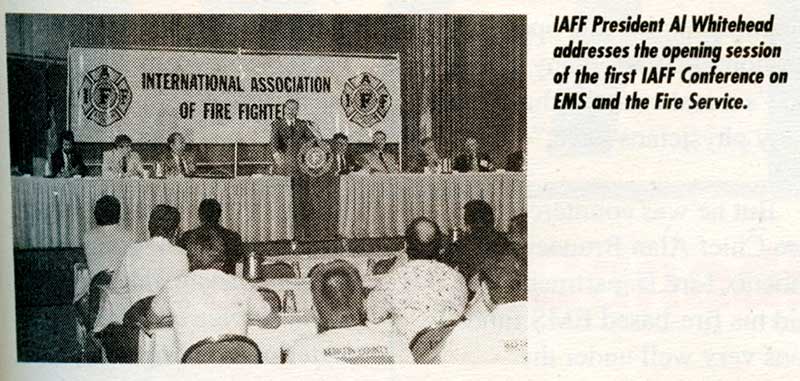 IAFF President Al Whitehead
addresses the opening session
of the first IAFF Conference on
EMS and the Fire Service.
INTERNATIONAL ASSOCIATION
OF FIRE FIGHTE
I A F F
I A F F